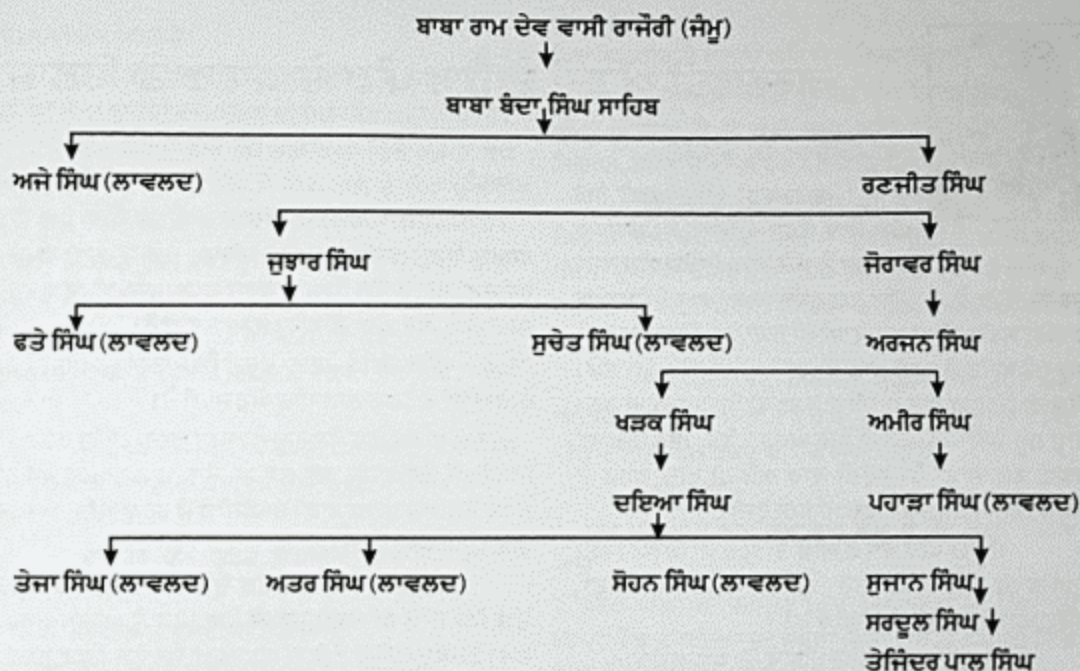 ਬਾਬਾ ਰਾਮ ਦੇਵ ਵਾਸੀ ਰਾਜੌਰੀ (ਜੰਮੂ)
ਬਾਬਾ ਬੰਦਾ ਸਿੰਘ ਸਾਹਿਬ
ਅਜੇ ਸਿੰਘ (ਲਾਵਲਦ) ਰਣਜੀਤ ਸਿੰਘ
ਜੁਝਾਰ ਸਿੰਘ ਜੋਰਾਵਰ ਸਿੰਘ
ਫਤੇ ਸਿੰਘ (ਲਾਵਲਦ) ਸੁਚੇਤ ਸਿੰਘ (ਲਾਵਲਦ) ਅਰਜਨ ਸਿੰਘ
ਖੜਕ ਸਿੰਘ ਅਮੀਰ ਸਿੰਘ
ਦਇਆ ਸਿੰਘ ਪਹਾੜਾ ਸਿੰਘ (ਲਾਵਲਦ)
ਤੇਜਾ ਸਿੰਘ (ਲਾਵਲਦ) ਅਤਰ ਸਿੰਘ (ਲਾਵਲਦ) ਸੋਹਨ ਸਿੰਘ (ਲਾਵਲਦ) ਸੁਜਾਨ ਸਿੰਘ
ਸਰਦੂਲ ਸਿੰਘ
ਤੇਜਿੰਦਰ ਪਾਲ ਸਿੰਘ